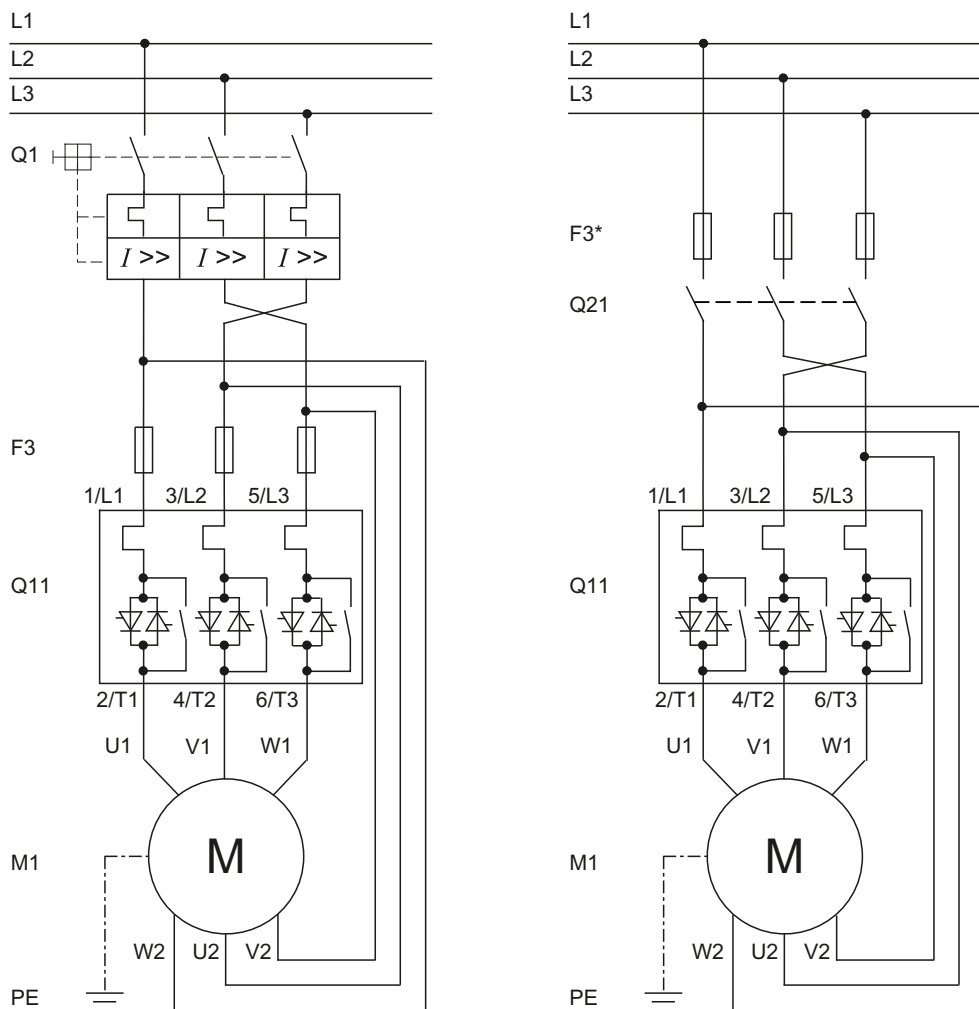 L1
L2
L3
Q1
I >> I >> I >>
F3
1/L1 3/L2 5/L3
Q11
2/T1 4/T2 6/T3
U1 V1 W1
M1 M
W2 U2 V2
PE
L1
L2
L3
F3*
Q21
1/L1 3/L2 5/L3
Q11
2/T1 4/T2 6/T3
U1 V1 W1
M1 M
W2 U2 V2
PE